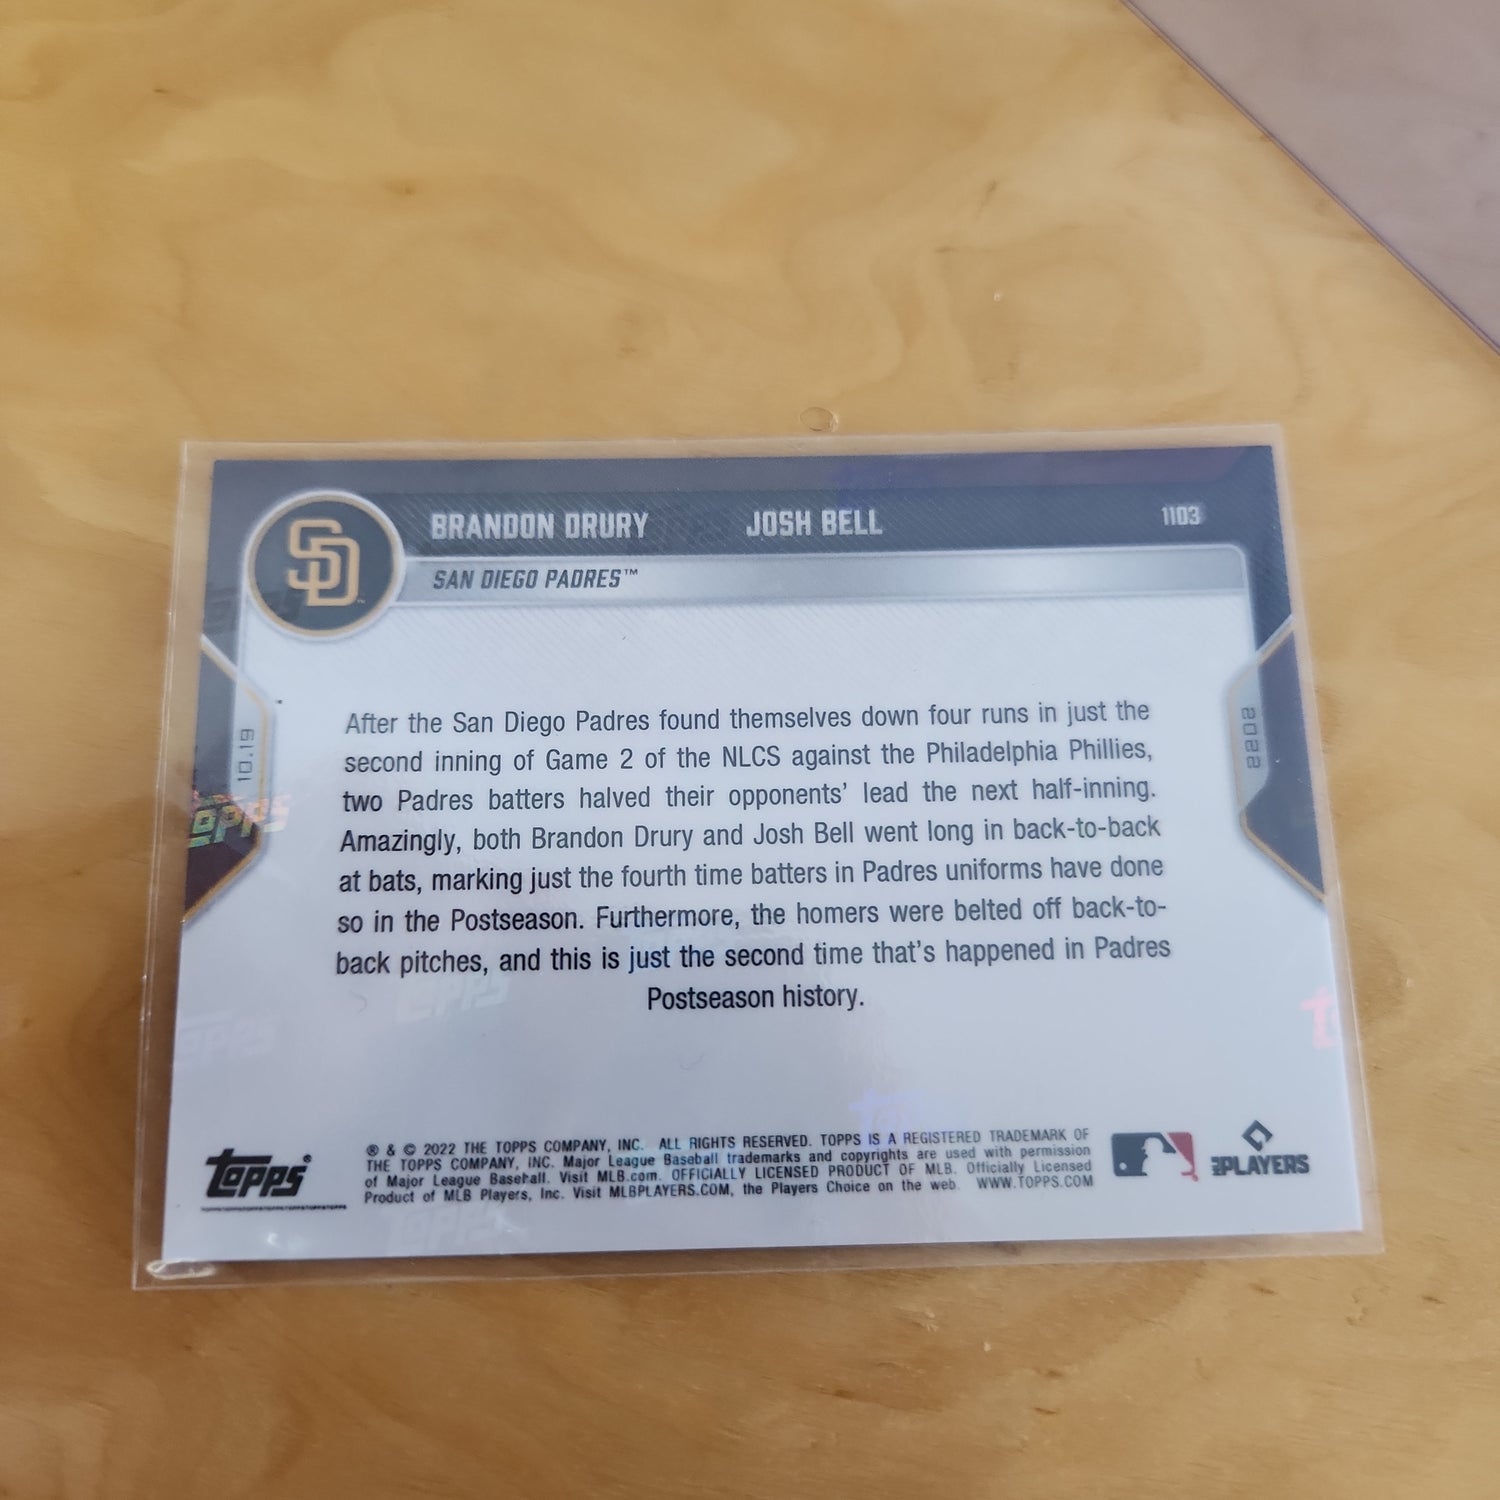 SD
BRANDON DRURY JOSH BELL 1103
SAN DIEGO PADRES™
10.19
2022
After the San Diego Padres found themselves down four runs in just the
second inning of Game 2 of the NLCS against the Philadelphia Phillies,
two Padres batters halved their opponents' lead the next half-inning.
Amazingly, both Brandon Drury and Josh Bell went long in back-to-back
at bats, marking just the fourth time batters in Padres uniforms have done
so in the Postseason. Furthermore, the homers were belted off back-to-
back pitches, and this is just the second time that's happened in Padres
Postseason history.
topps®
® & © 2022 THE TOPPS COMPANY, INC. ALL RIGHTS RESERVED. TOPPS IS A REGISTERED TRADEMARK OF
THE TOPPS COMPANY, INC. Major League Baseball trademarks and copyrights are used with permission
of Major League Baseball. Visit MLB.com. OFFICIALLY LICENSED PRODUCT OF MLB. Officially Licensed
Product of MLB Players, Inc. Visit MLBPLAYERS.COM, the Players Choice on the web. WWW.TOPPS.COM
PLAYERS